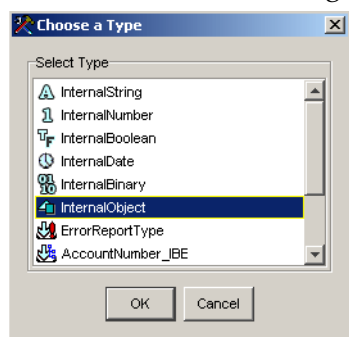 Choose a Type
Select Type
InternalString
InternalNumber
InternalBoolean
InternalDate
InternalBinary
InternalObject
ErrorReportType
AccountNumber_IBE
OK Cancel